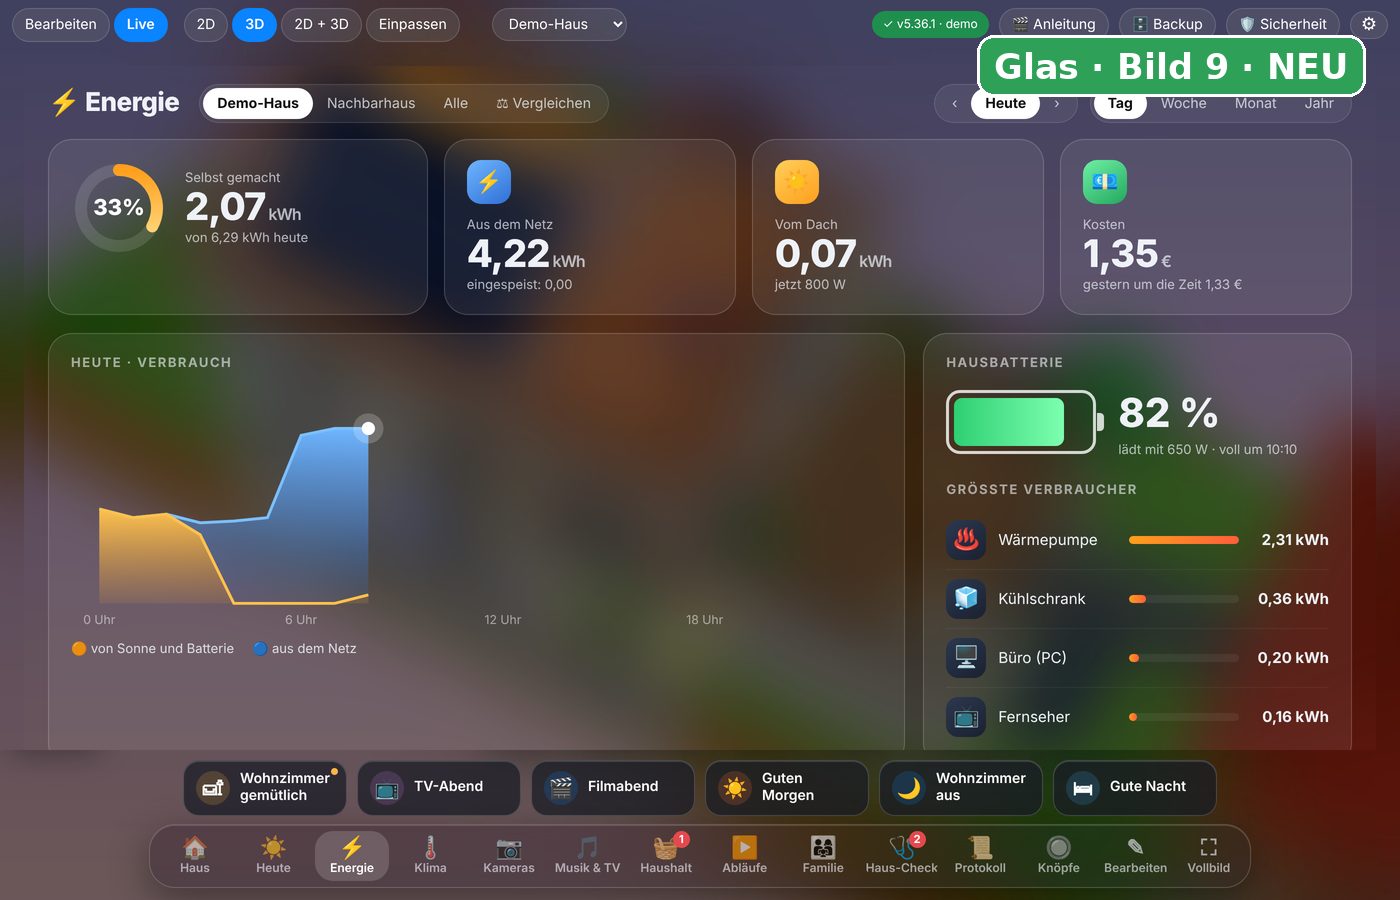 Bearbeiten Live 2D 3D 2D + 3D Einpassen Demo-Haus ✓ v5.36.1 · demo Anleitung Backup Sicherheit
Glas · Bild 9 · NEU
Energie Demo-Haus Nachbarhaus Alle Vergleichen ‹ Heute › Tag Woche Monat Jahr
33%
Selbst gemacht
2,07 kWh
von 6,29 kWh heute
Aus dem Netz
4,22 kWh
eingespeist: 0,00
Vom Dach
0,07 kWh
jetzt 800 W
Kosten
1,35 €
gestern um die Zeit 1,33 €
HEUTE · VERBRAUCH
0 Uhr 6 Uhr 12 Uhr 18 Uhr
von Sonne und Batterie aus dem Netz
HAUSBATTERIE
82 %
lädt mit 650 W · voll um 10:10
GRÖSSTE VERBRAUCHER
Wärmepumpe 2,31 kWh
Kühlschrank 0,36 kWh
Büro (PC) 0,20 kWh
Fernseher 0,16 kWh
Wohnzimmer
gemütlich
TV-Abend
Filmabend
Guten
Morgen
Wohnzimmer
aus
Gute Nacht
1 2
Haus Heute Energie Klima Kameras Musik & TV Haushalt Abläufe Familie Haus-Check Protokoll Knöpfe Bearbeiten Vollbild